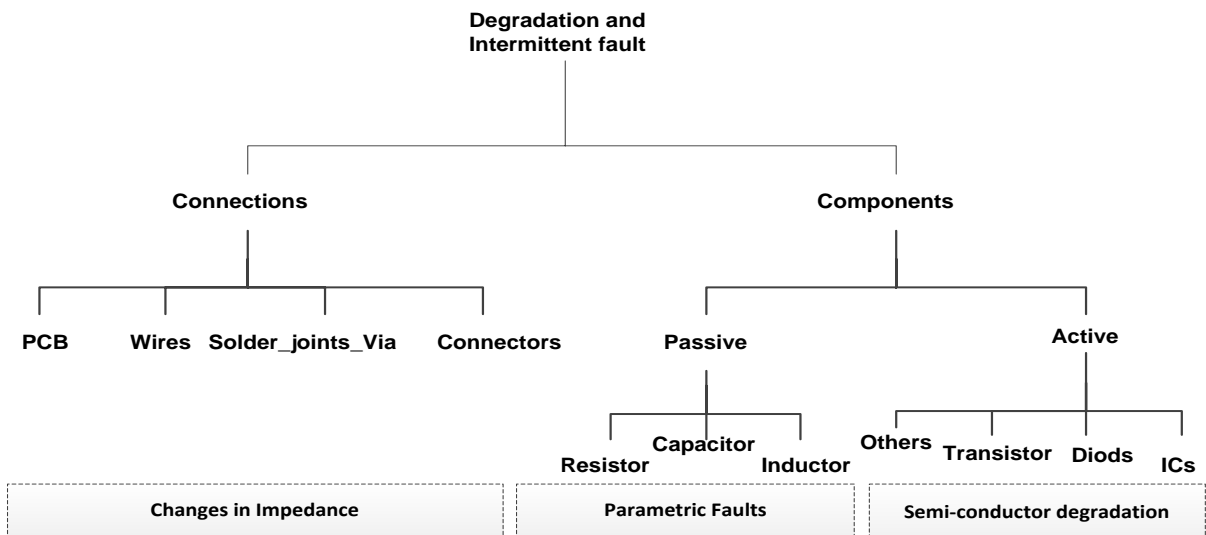 Degradation and
Intermittent fault
Connections
Components
PCB
Wires
Solder_joints_Via
Connectors
Passive
Active
Resistor
Capacitor
Inductor
Others
Transistor
Diods
ICs
Changes in Impedance
Parametric Faults
Semi-conductor degradation